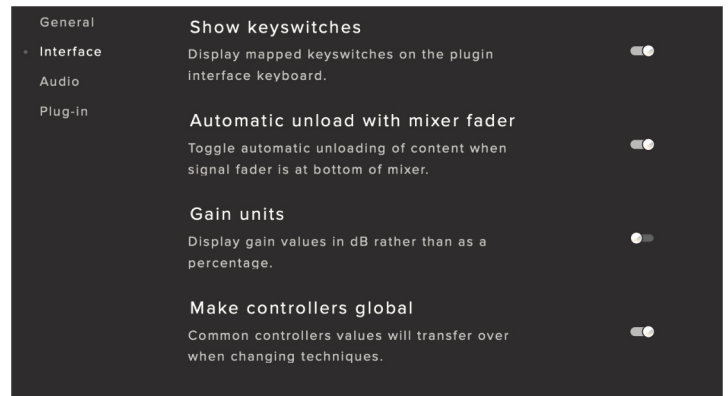 General
Interface
Audio
Plug-in
Show keyswitches
Display mapped keyswitches on the plugin
interface keyboard.
Automatic unload with mixer fader
Toggle automatic unloading of content when
signal fader is at bottom of mixer.
Gain units
Display gain values in dB rather than as a
percentage.
Make controllers global
Common controllers values will transfer over
when changing techniques.